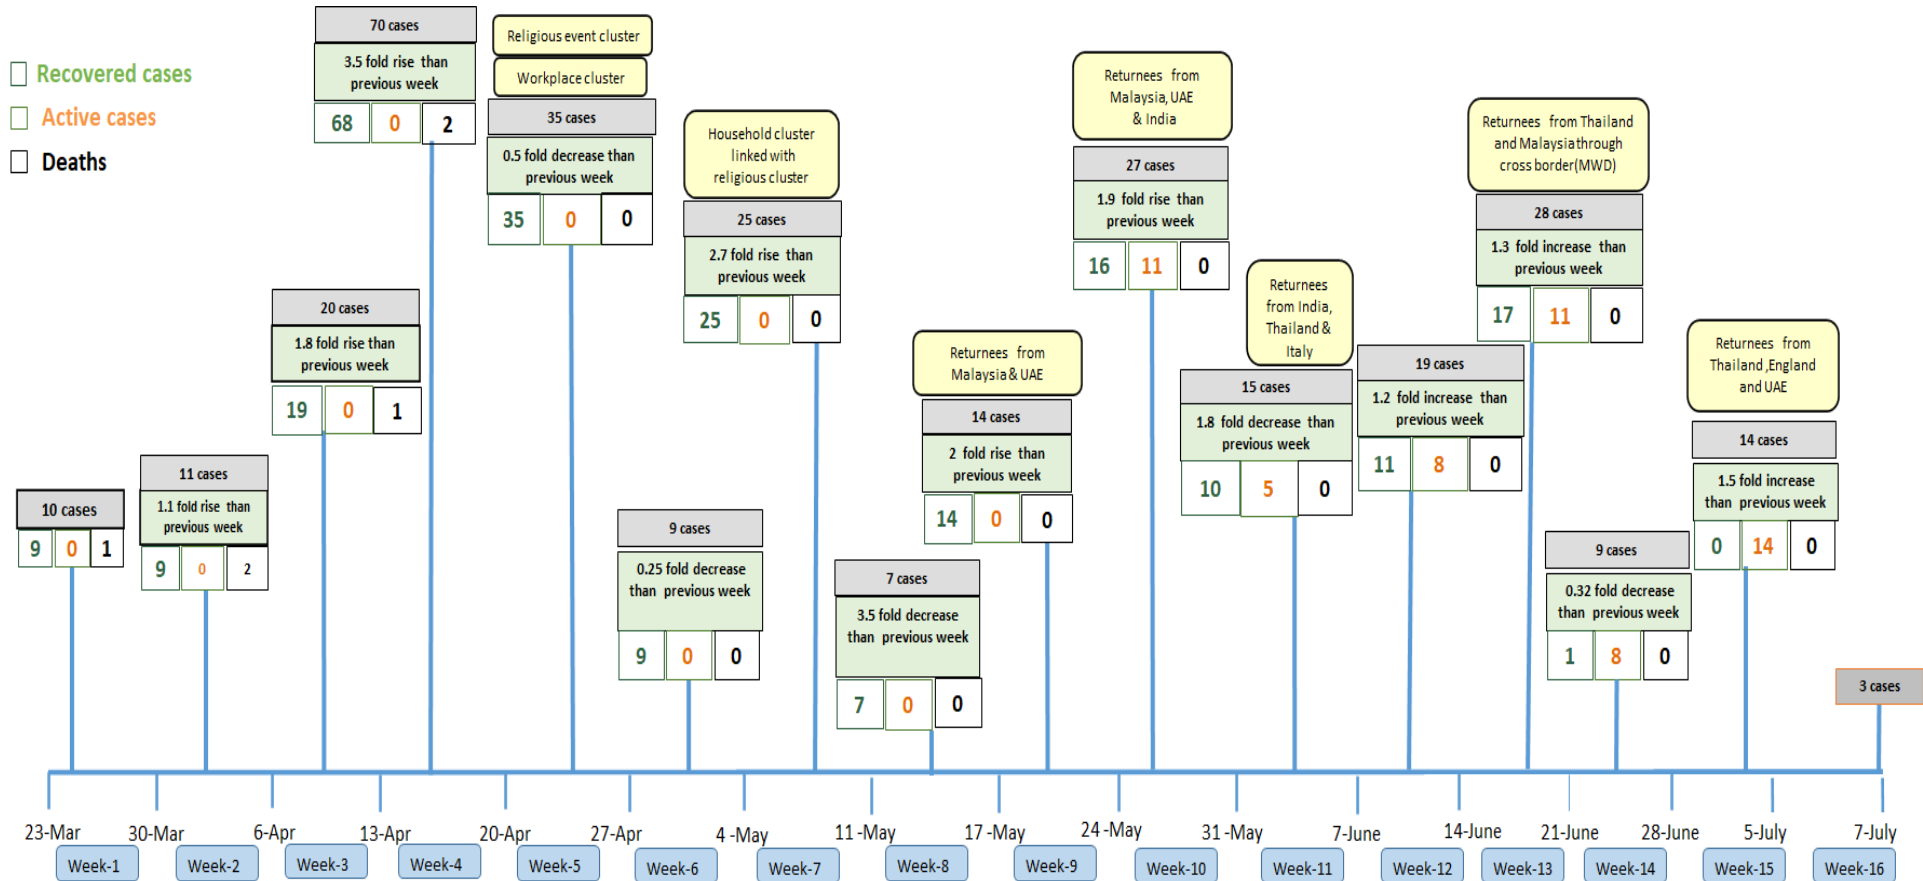 Recovered cases
Active cases
Deaths
10 cases
9 0 1
11 cases
1.1 fold rise than
previous week
9 0 2
20 cases
1.8 fold rise than
previous week
19 0 1
70 cases
3.5 fold rise than
previous week
68 0 2
Religious event cluster
Workplace cluster
35 cases
0.5 fold decrease than
previous week
35 0 0
9 cases
0.25 fold decrease
than previous week
9 0 0
Household cluster
linked with
religious cluster
25 cases
2.7 fold rise than
previous week
25 0 0
7 cases
3.5 fold decrease
than previous week
7 0 0
Returnees from
Malaysia & UAE
14 cases
2 fold rise than
previous week
14 0 0
Returnees from
Malaysia, UAE
& India
27 cases
1.9 fold rise than
previous week
16 11 0
Returnees
from India,
Thailand &
Italy
15 cases
1.8 fold decrease than
previous week
10 5 0
19 cases
1.2 fold increase than
previous week
11 8 0
Returnees from Thailand
and Malaysia through
cross border(MWD)
28 cases
1.3 fold increase than
previous week
17 11 0
9 cases
0.32 fold decrease
than previous week
1 8 0
Returnees from
Thailand ,England
and UAE
14 cases
1.5 fold increase
than previous week
0 14 0
3 cases
23-Mar 30-Mar 6-Apr 13-Apr 20-Apr 27-Apr 4 -May 11 -May 17 -May 24 -May 31 -May 7-june 14-June 21-June 28-June 5-July 7-July
Week-1 Week-2 Week-3 Week-4 Week-5 Week-6 Week-7 Week-8 Week-9 Week-10 Week-11 Week-12 Week-13 Week-14 Week-15 Week-16